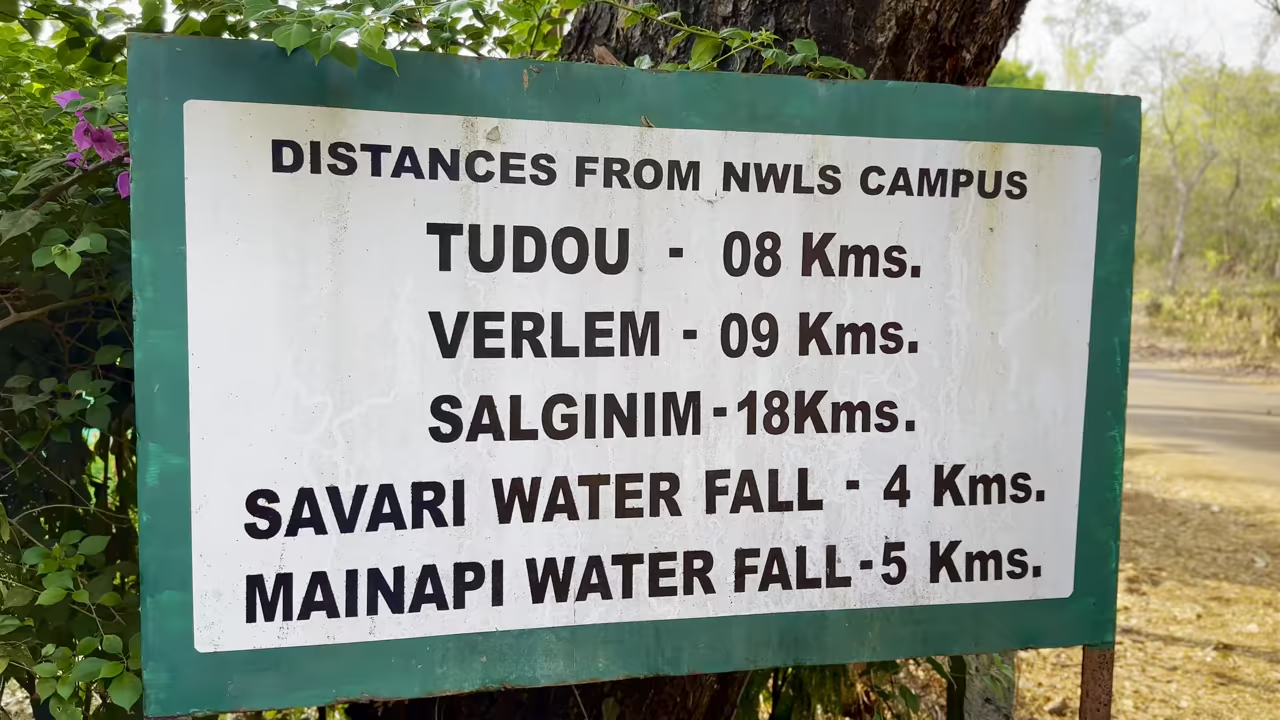 DISTANCES FROM NWLS CAMPUS
TUDOU - 08 Kms.
VERLEM - 09 Kms.
SALGINIM - 18Kms.
SAVARI WATER FALL - 4 Kms.
MAINAPI WATER FALL - 5 Kms.